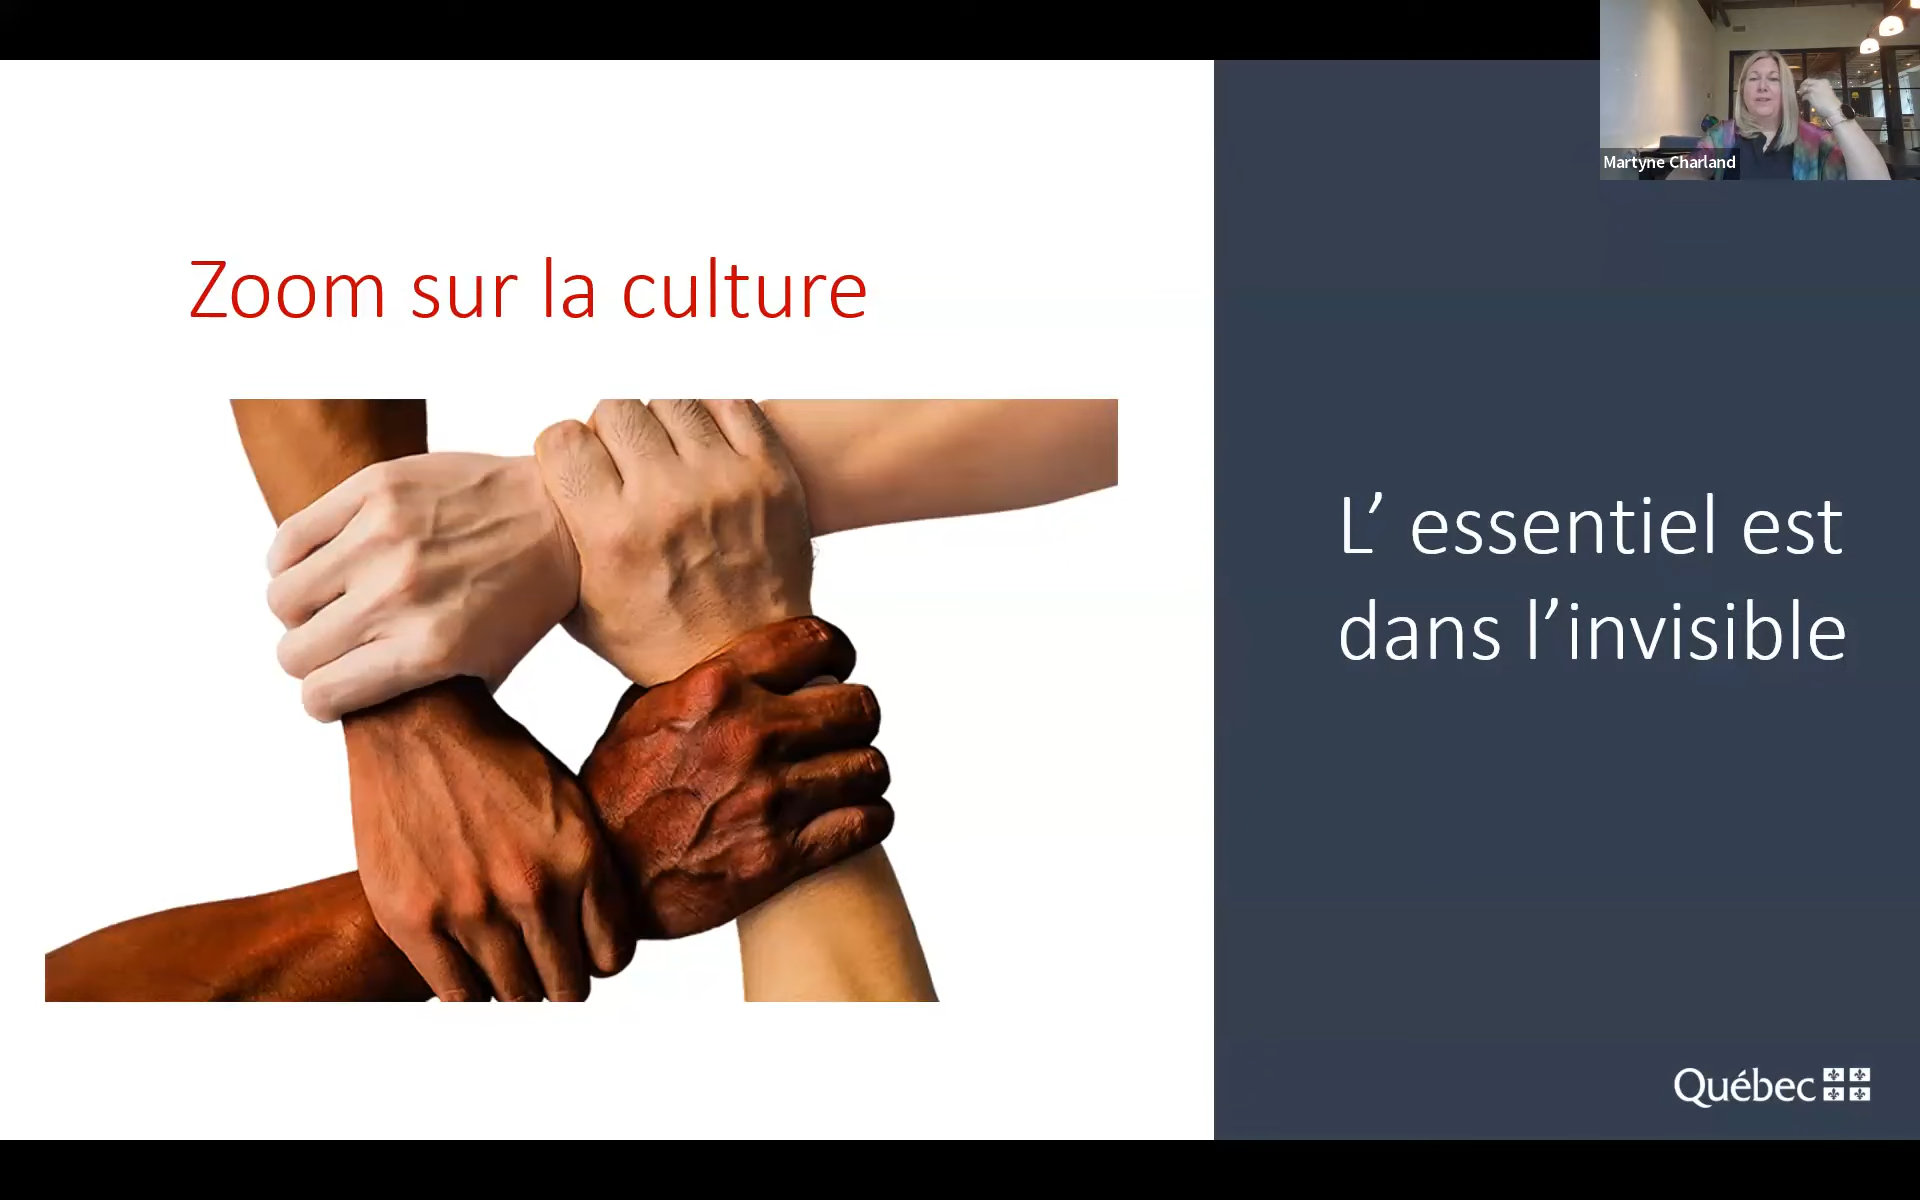 Martyne Charland
Zoom sur la culture
L’ essentiel est
dans l’invisible
Québec